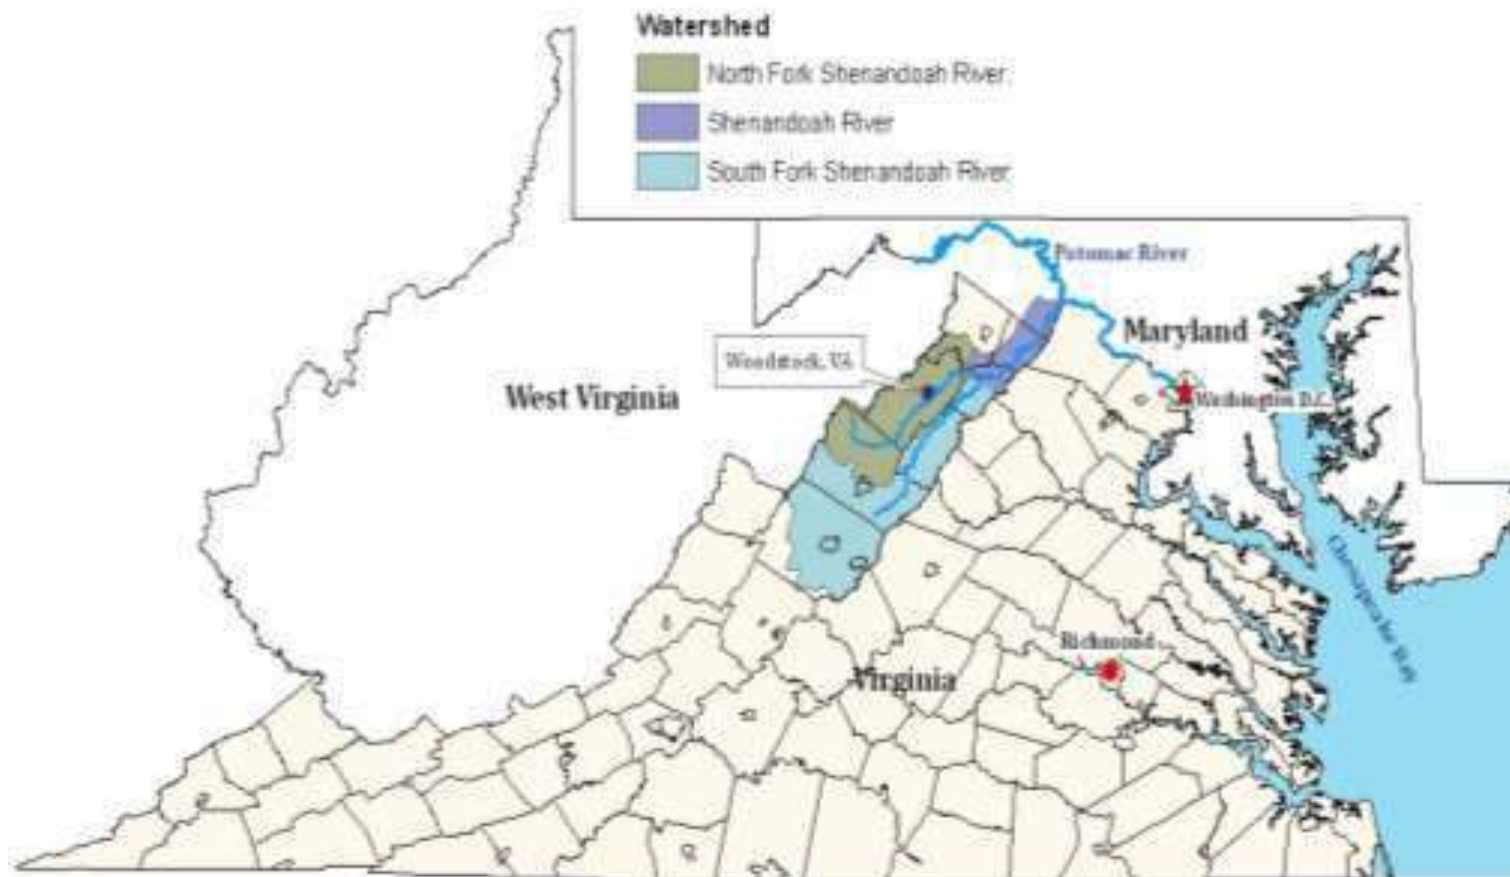 Watershed
North Fork Shenandoah River
Shenandoah River
South Fork Shenandoah River
Potomac River
Maryland
Woodstock, VA
West Virginia
Washington D.C.
Chesapeake Bay
Richmond
Virginia